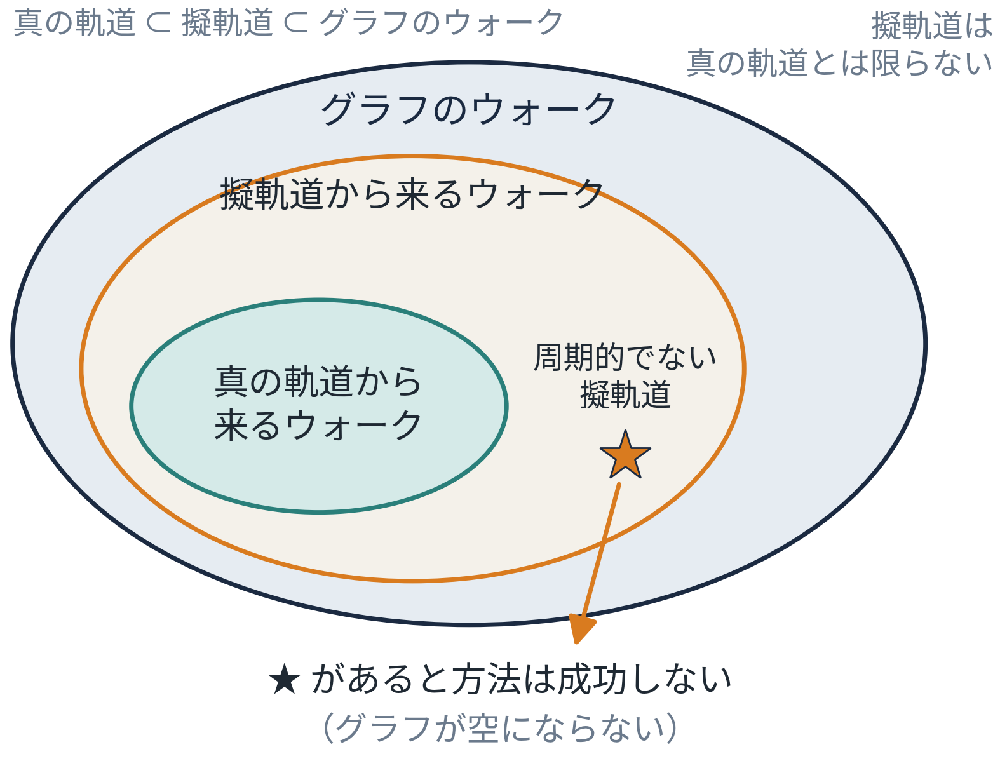 真の軌道 ⊂ 擬軌道 ⊂ グラフのウォーク
擬軌道は
真の軌道とは限らない
グラフのウォーク
擬軌道から来るウォーク
周期的でない
擬軌道
真の軌道から
来るウォーク
★ があると方法は成功しない
（グラフが空にならない）